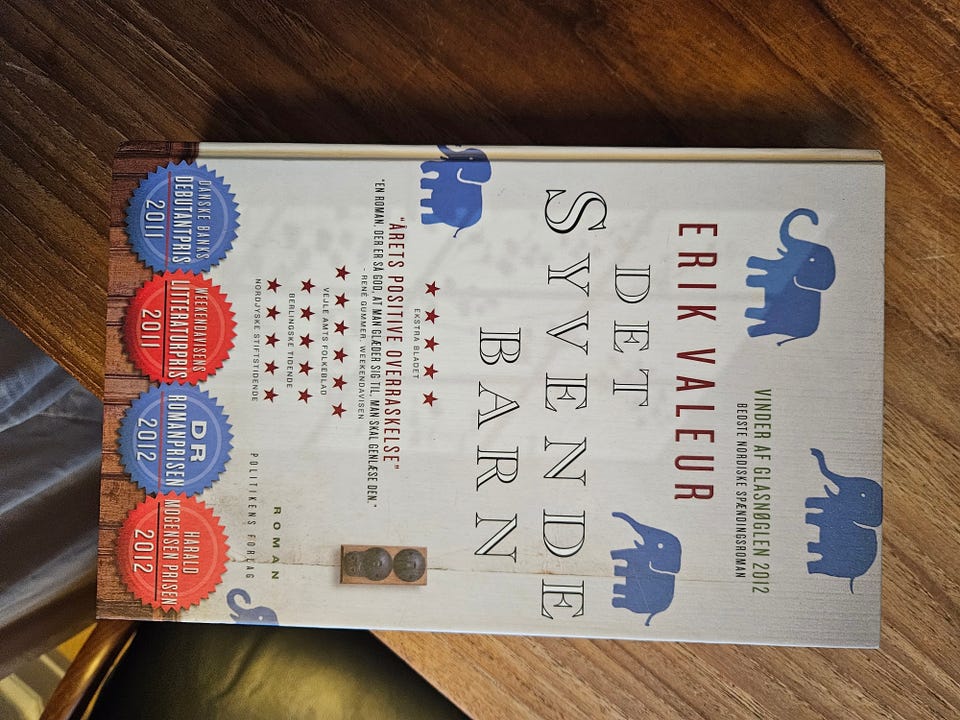 VINDER AF GLASNØGLEN 2012
BEDSTE NORDISKE SPÆNDINGSROMAN
ERIK VALEUR
DET
SYVENDE
BARN
EKSTRA BLADET
"ÅRETS POSITIVE OVERRASKELSE"
"EN ROMAN, DER ER SÅ GOD, AT MAN GLÆDER SIG TIL, MAN SKAL GENLÆSE DEN."
- RENÉ GUMMER, WEEKENDAVISEN
VEJLE AMTS FOLKEBLAD
BERLINGSKE TIDENDE
NORDJYSKE STIFTSTIDENDE
ROMAN
POLITIKENS FORLAG
DANSKE BANKS
DEBUTANTPRIS
2011
WEEKENDAVISENS
LITTERATURPRIS
2011
DR
ROMANPRISEN
2012
HARALD
MOGENSEN PRISEN
2012